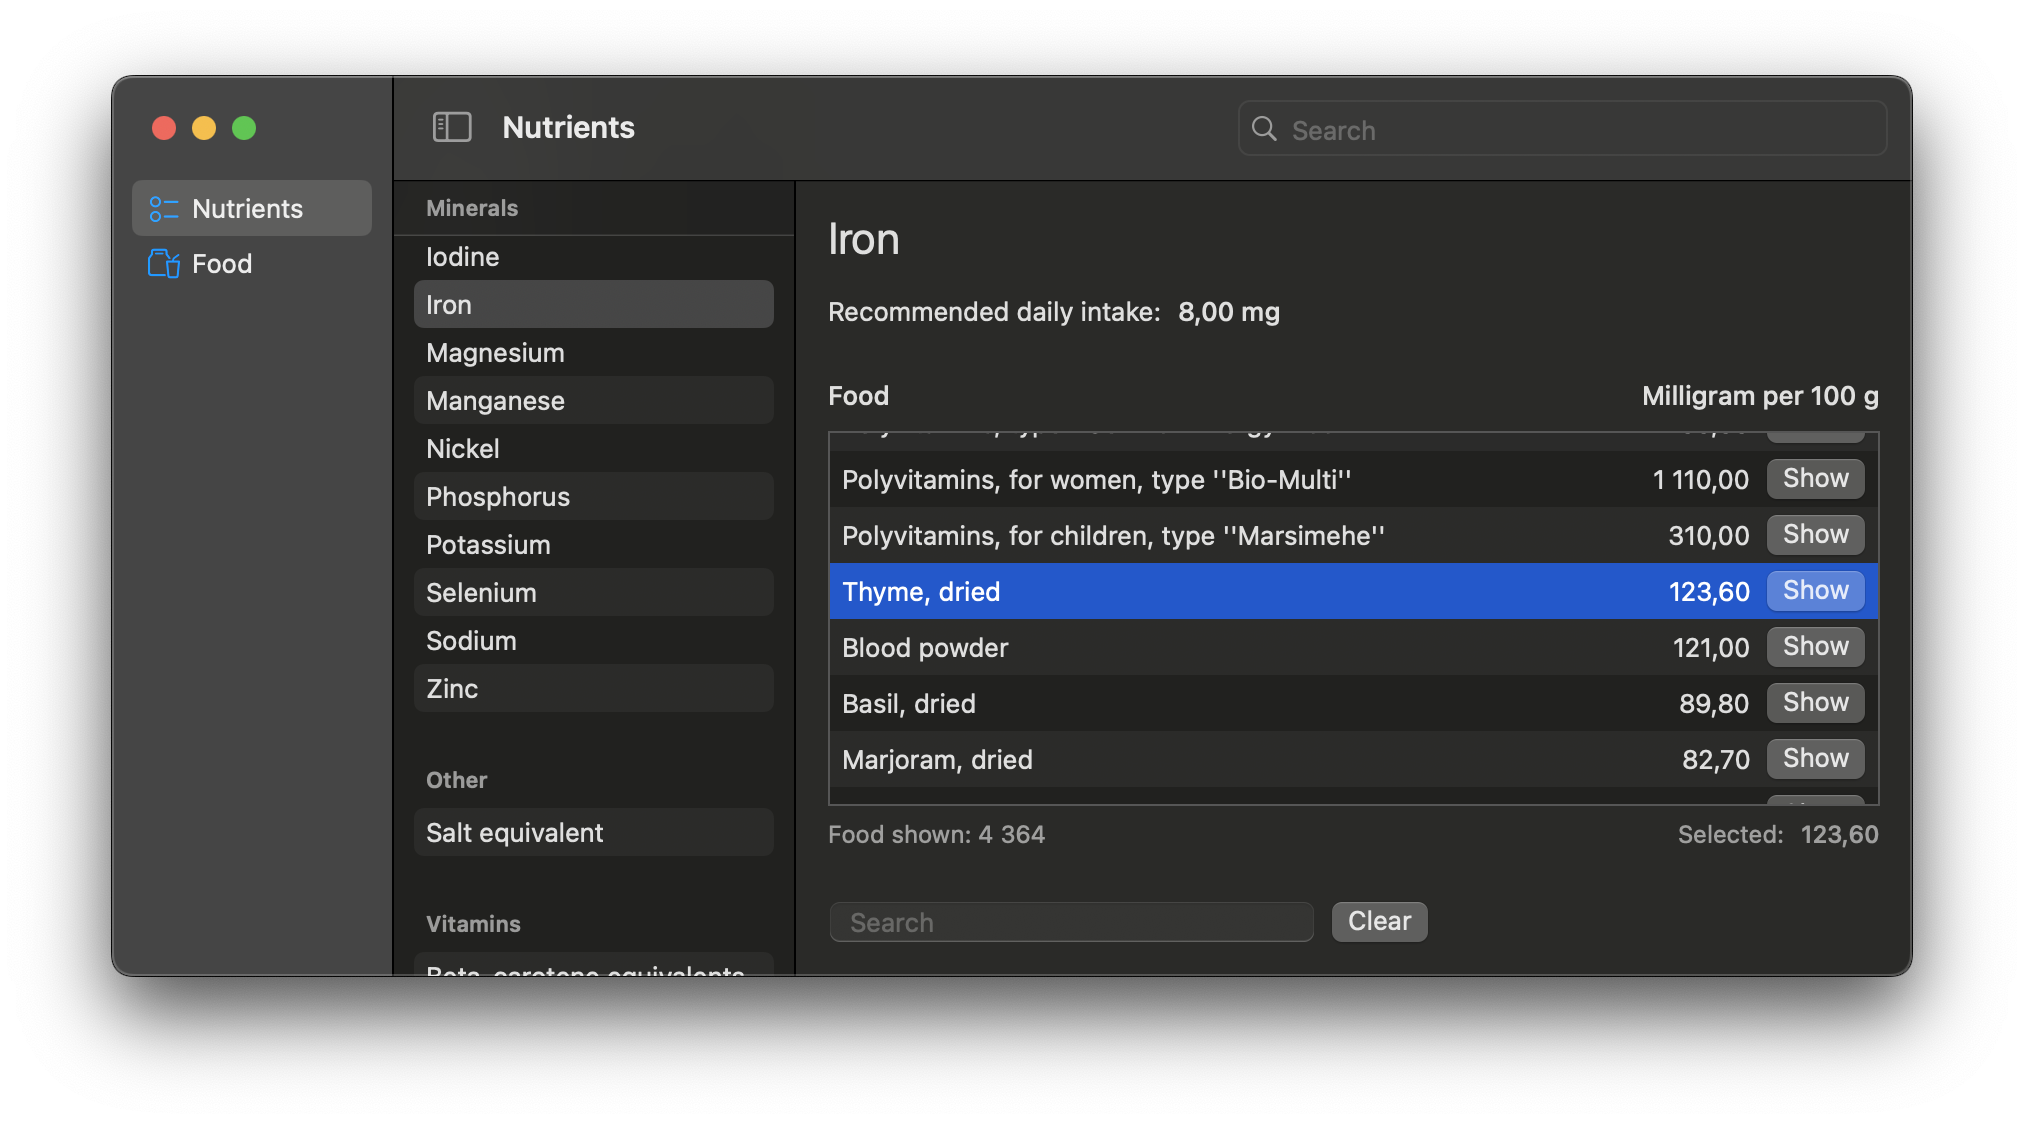 Nutrients
Food
Nutrients
Search
Minerals
Iodine
Iron
Magnesium
Manganese
Nickel
Phosphorus
Potassium
Selenium
Sodium
Zinc
Other
Salt equivalent
Vitamins
Beta-carotene equivalents
Iron
Recommended daily intake: 8,00 mg
Food Milligram per 100 g
Polyvitamins, for women, type ''Bio-Multi'' 1 110,00 Show
Polyvitamins, for children, type ''Marsimehe'' 310,00 Show
Thyme, dried 123,60 Show
Blood powder 121,00 Show
Basil, dried 89,80 Show
Marjoram, dried 82,70 Show
Food shown: 4 364 Selected: 123,60
Search Clear